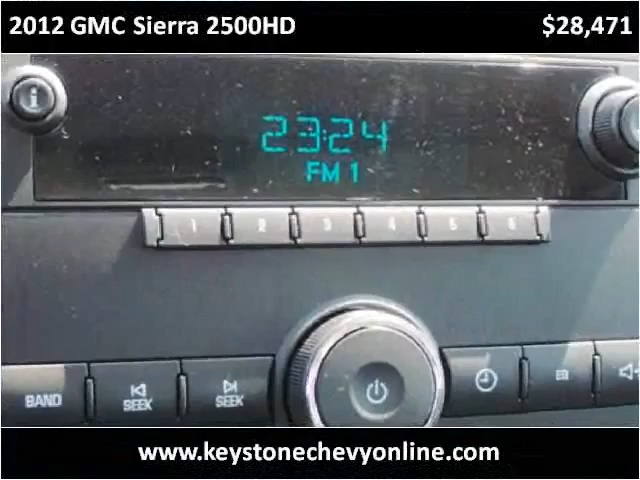 2012 GMC Sierra 2500HD $28,471
i
23:24
FM 1
1 2 3 4 5 6
BAND SEEK SEEK
www.keystonechevyonline.com